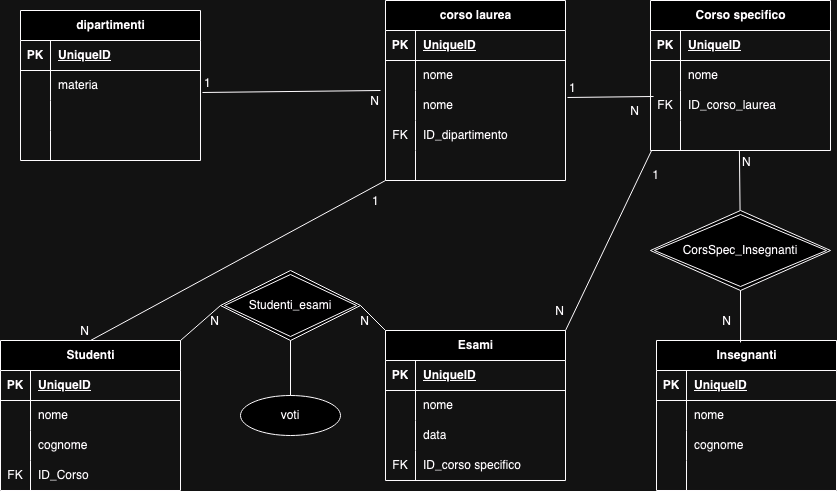 dipartimenti
PK UniqueID
materia
1
N
corso laurea
PK UniqueID
nome
nome
FK ID_dipartimento
1
N
Corso specifico
PK UniqueID
nome
FK ID_corso_laurea
1
N
1
N
N
CorsSpec_Insegnanti
N
Studenti
PK UniqueID
nome
cognome
FK ID_Corso
N
Studenti_esami
N
voti
Esami
PK UniqueID
nome
data
FK ID_corso specifico
Insegnanti
PK UniqueID
nome
cognome